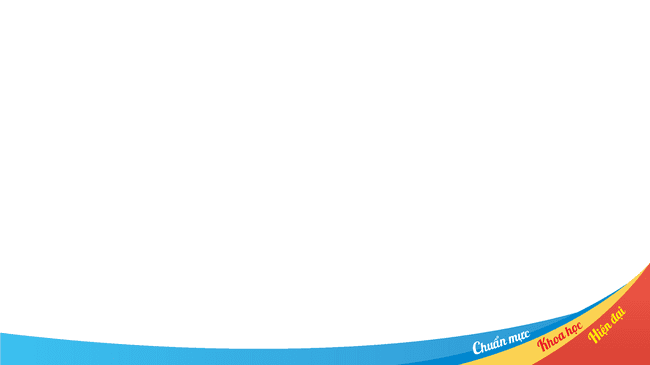 Chuẩn mực
Khoa học
Hiện đại